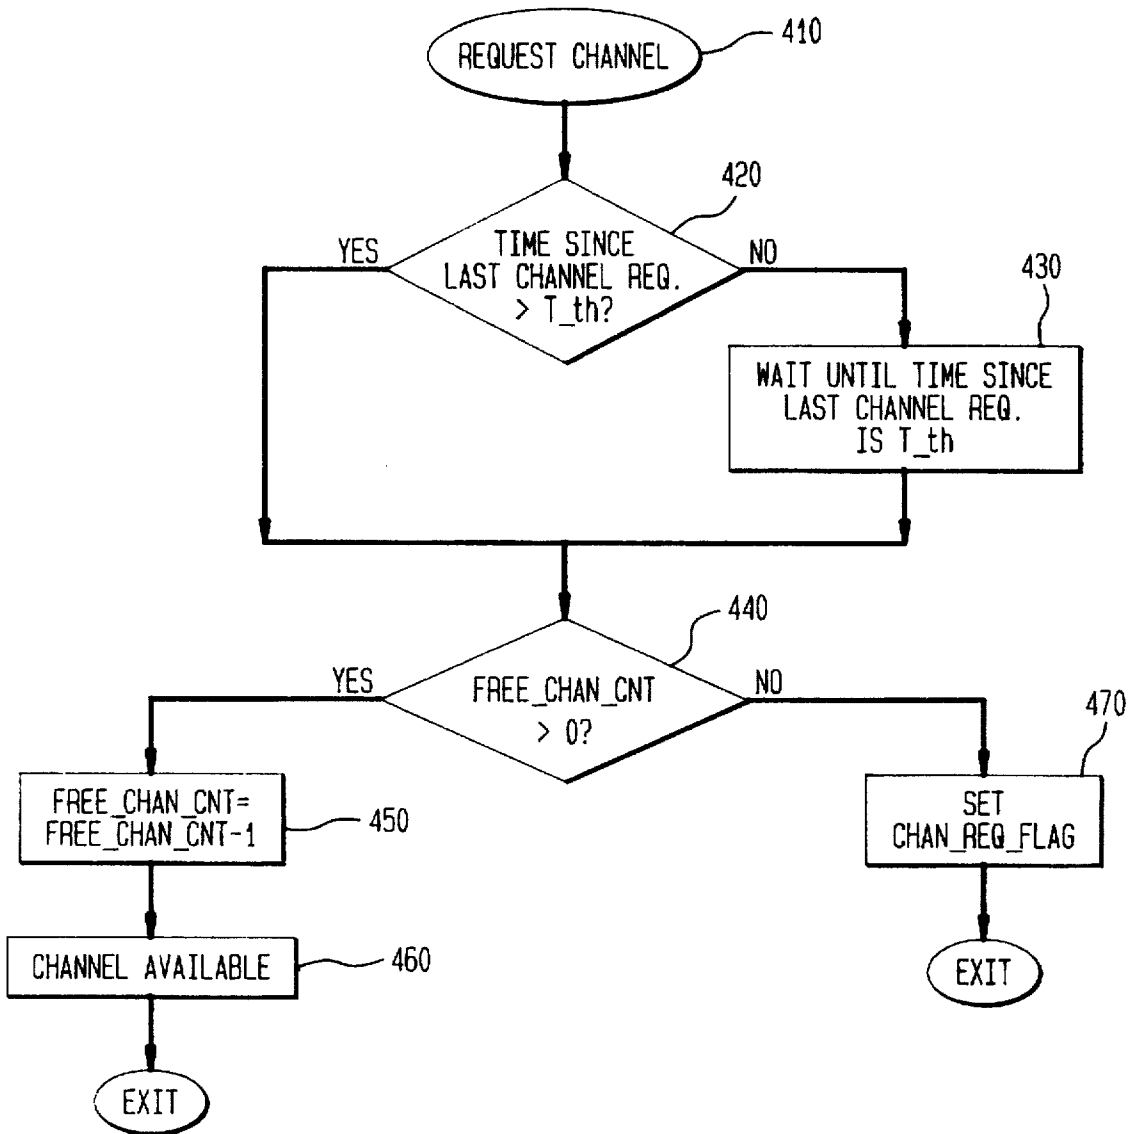 REQUEST CHANNEL
410
420
YES
TIME SINCE
LAST CHANNEL REQ.
> T_th?
NO
430
WAIT UNTIL TIME SINCE
LAST CHANNEL REQ.
IS T_th
440
YES
FREE_CHAN_CNT
> 0?
NO
470
FREE_CHAN_CNT=
FREE_CHAN_CNT-1
450
SET
CHAN_REQ_FLAG
CHANNEL AVAILABLE
460
EXIT
EXIT